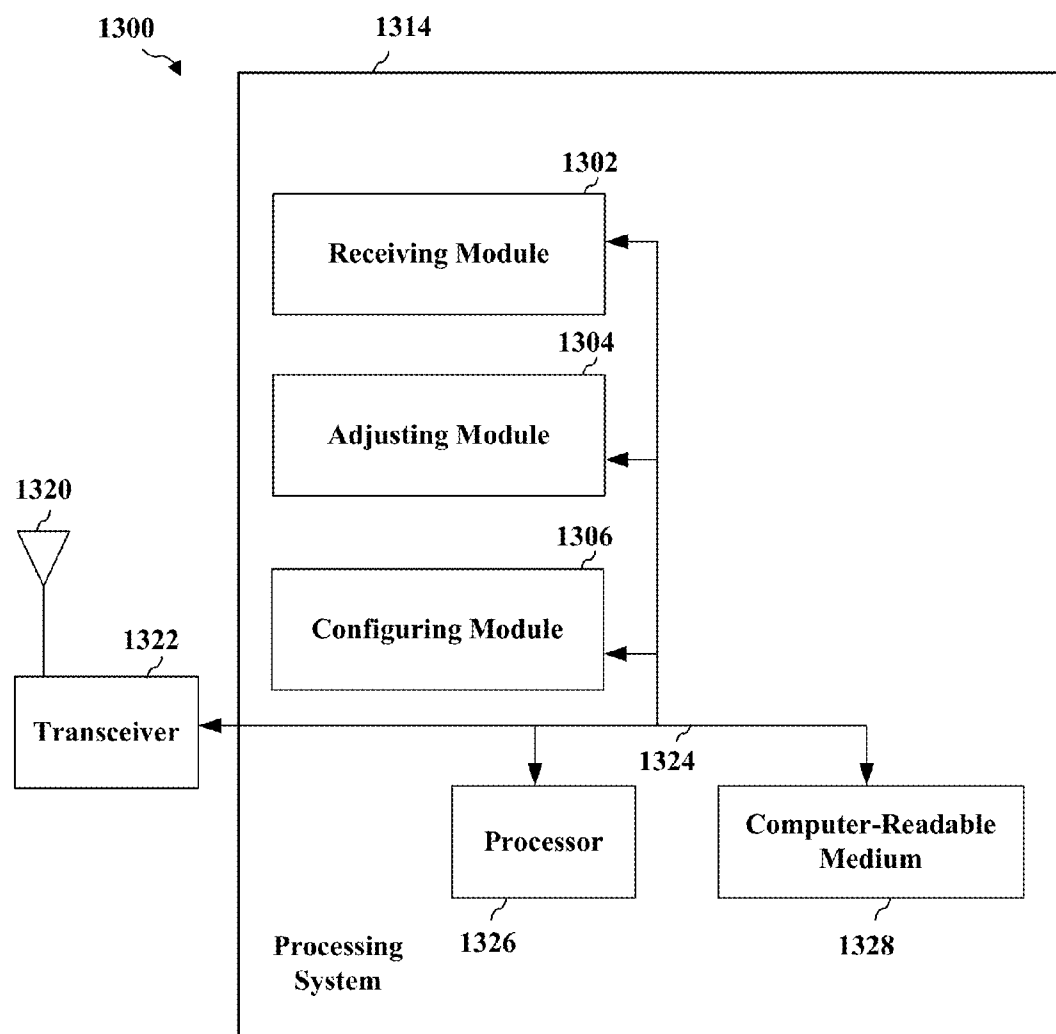 1300
1314
1302
Receiving Module
1304
Adjusting Module
1320
1306
Configuring Module
1322
Transceiver
1324
Processor
Computer-Readable
Medium
1326
1328
Processing
System